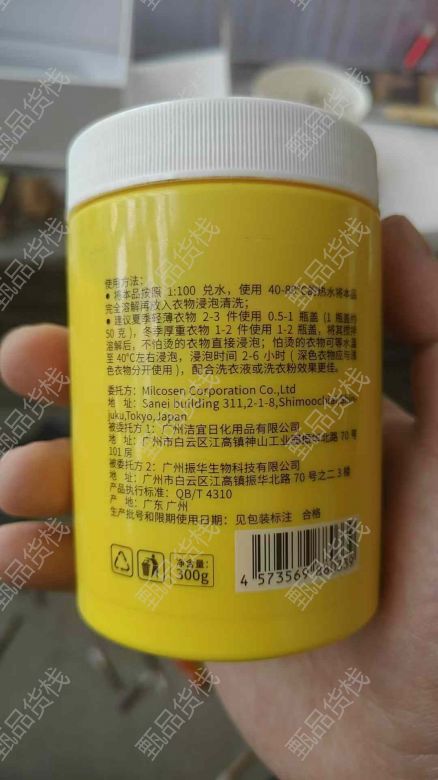 使用方法：
• 将本品按照 1:100 兑水，使用 40-80℃的热水将本品
完全溶解再放入衣物浸泡清洗；
• 建议夏季轻薄衣物 2-3 件使用 0.5-1 瓶盖（1 瓶盖约
50 克），冬季厚重衣物 1-2 件使用 1-2 瓶盖，将其搅拌
溶解后，不怕烫的衣物直接浸泡；怕烫的衣物可等水温
至 40℃左右浸泡，浸泡时间 2-6 小时（深色衣物应与浅
色衣物分开使用），配合洗衣液或洗衣粉效果更佳。
委托方：Milcosen Corporation Co.,Ltd
地 址：Sanej building 311,2-1-8,Shimoochiai
juku,Tokyo,Japan
被委托方 1：广州洁宜日化用品有限公司
地 址：广州市白云区江高镇神山工业 振华北路 70 号
101 房
被委托方 2：广州振华生物科技有限公司
地 址：广州市白云区江高镇振华北路 70 号之二 3 楼
产品执行标准：QB/T 4310
产 地：广东 广州
生产批号和限期使用日期：见包装标注 合格
净含量：
300g
4 573569
甄品货栈